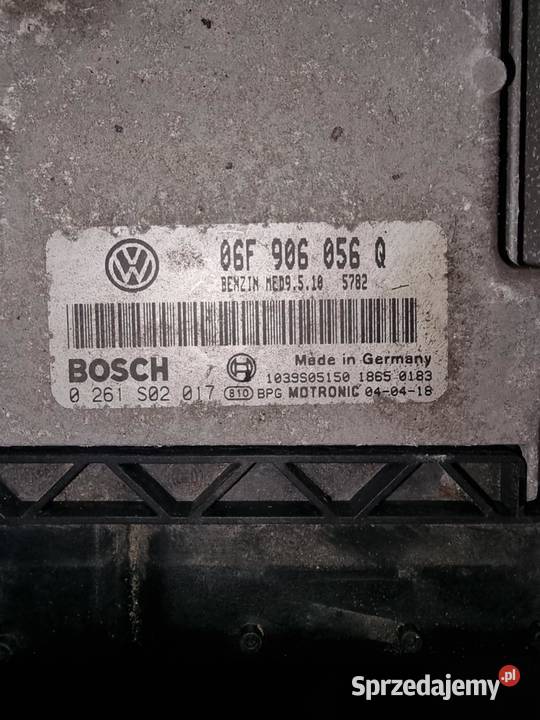 06F 906 056 Q
BENZIN MED9.5.10 5782
BOSCH
Made in Germany
1039S05150 1865 0183
0 261 S02 017 810 BPG MOTRONIC 04-04-18
Sprzedajemy.pl